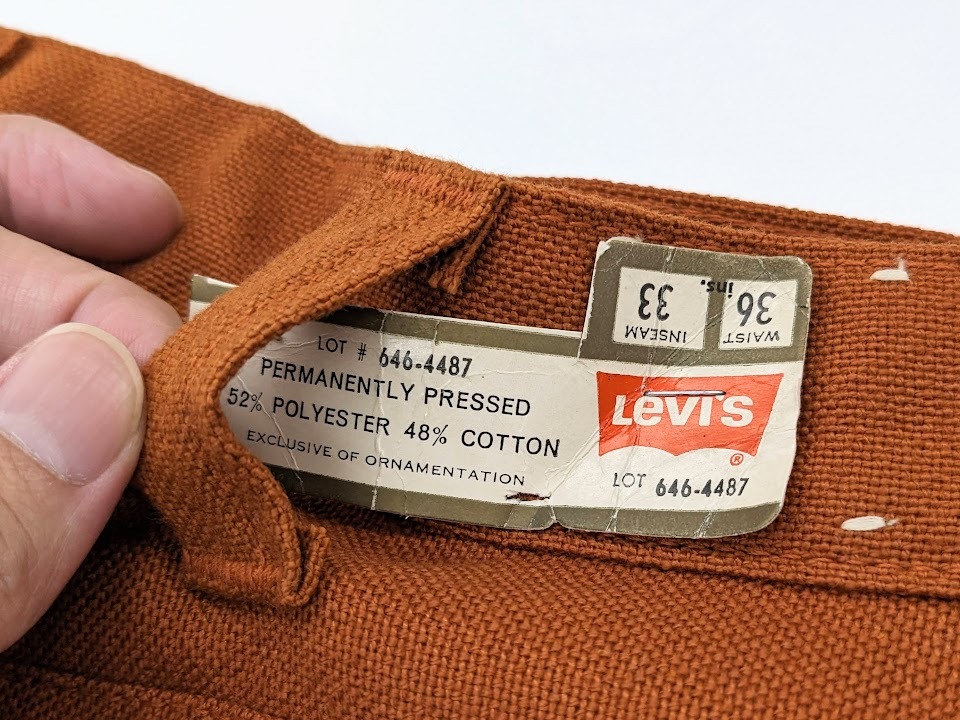 WAIST INSEAM
36 ins. 33
LOT # 646-4487
PERMANENTLY PRESSED
52% POLYESTER 48% COTTON
EXCLUSIVE OF ORNAMENTATION
LEVI'S
®
LOT 646-4487